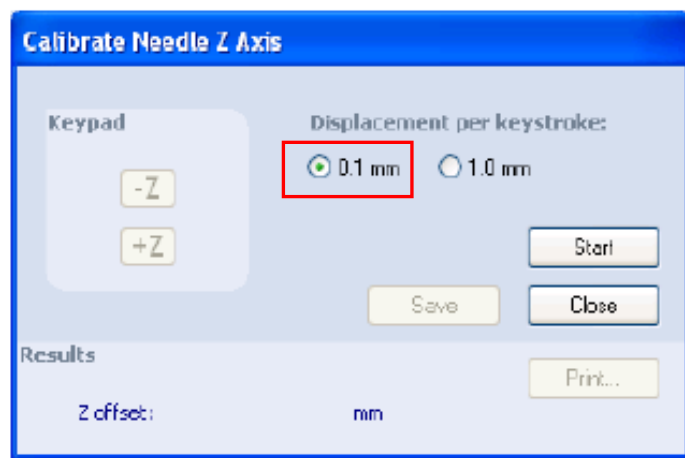 Calibrate Needle Z Axis
Keypad
Displacement per keystroke:
0.1 mm
1.0 mm
-Z
+Z
Start
Save
Close
Results
Print...
Z offset:
mm